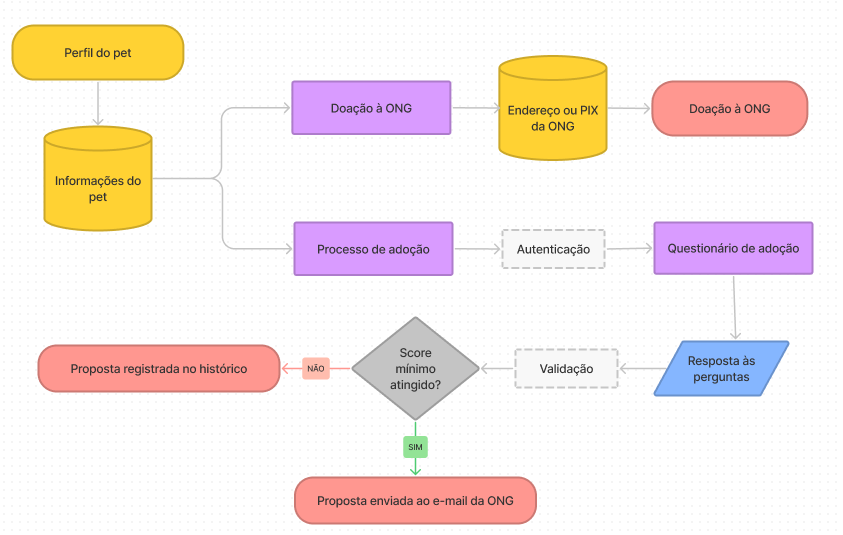 Perfil do pet
Informações do
pet
Doação à ONG
Endereço ou PIX
da ONG
Doação à ONG
Processo de adoção
Autenticação
Questionário de adoção
Resposta às
perguntas
Validação
Score
mínimo
atingido?
NÃO
Proposta registrada no histórico
SIM
Proposta enviada ao e-mail da ONG